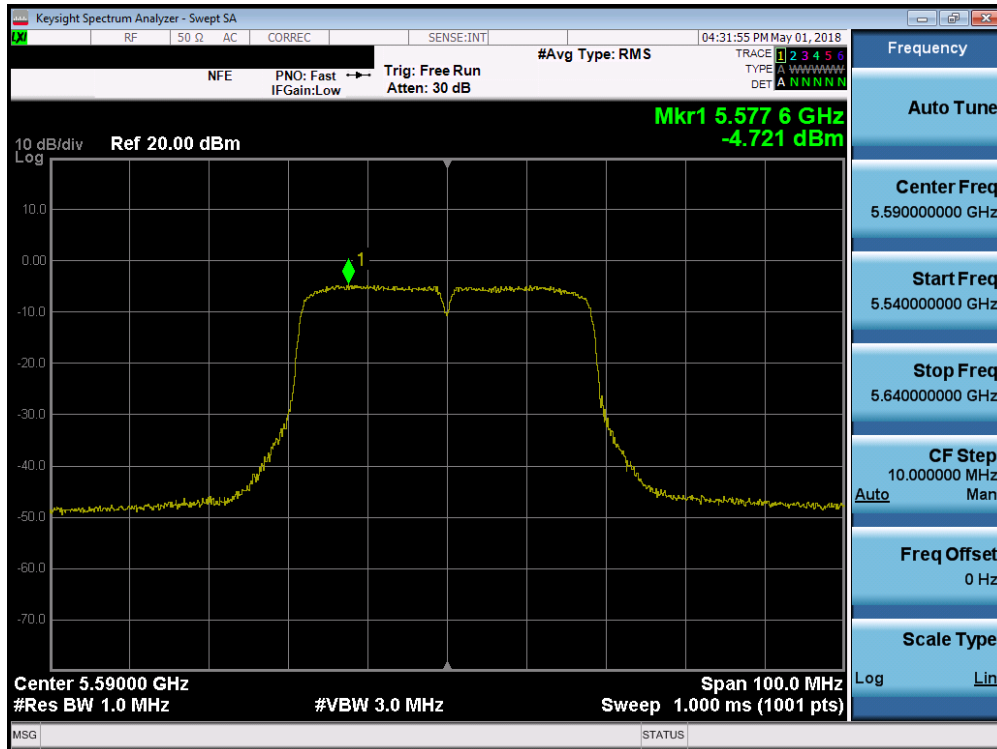 Keysight Spectrum Analyzer - Swept SA
LXI RF 50 Ω AC CORREC SENSE:INT 04:31:55 PM May 01, 2018
Frequency
NFE PNO: Fast Trig: Free Run #Avg Type: RMS TRACE 1 2 3 4 5 6
IFGain:Low Atten: 30 dB TYPE A WWWWW
DET A N N N N N
Auto Tune
Mkr1 5.577 6 GHz
10 dB/div Ref 20.00 dBm -4.721 dBm
Log
Center Freq
5.590000000 GHz
10.0
0.00
1
Start Freq
5.540000000 GHz
-10.0
-20.0
Stop Freq
5.640000000 GHz
-30.0
-40.0
CF Step
10.000000 MHz
Auto Man
-50.0
Freq Offset
0 Hz
-60.0
-70.0
Scale Type
Log Lin
Center 5.59000 GHz Span 100.0 MHz
#Res BW 1.0 MHz #VBW 3.0 MHz Sweep 1.000 ms (1001 pts)
MSG STATUS